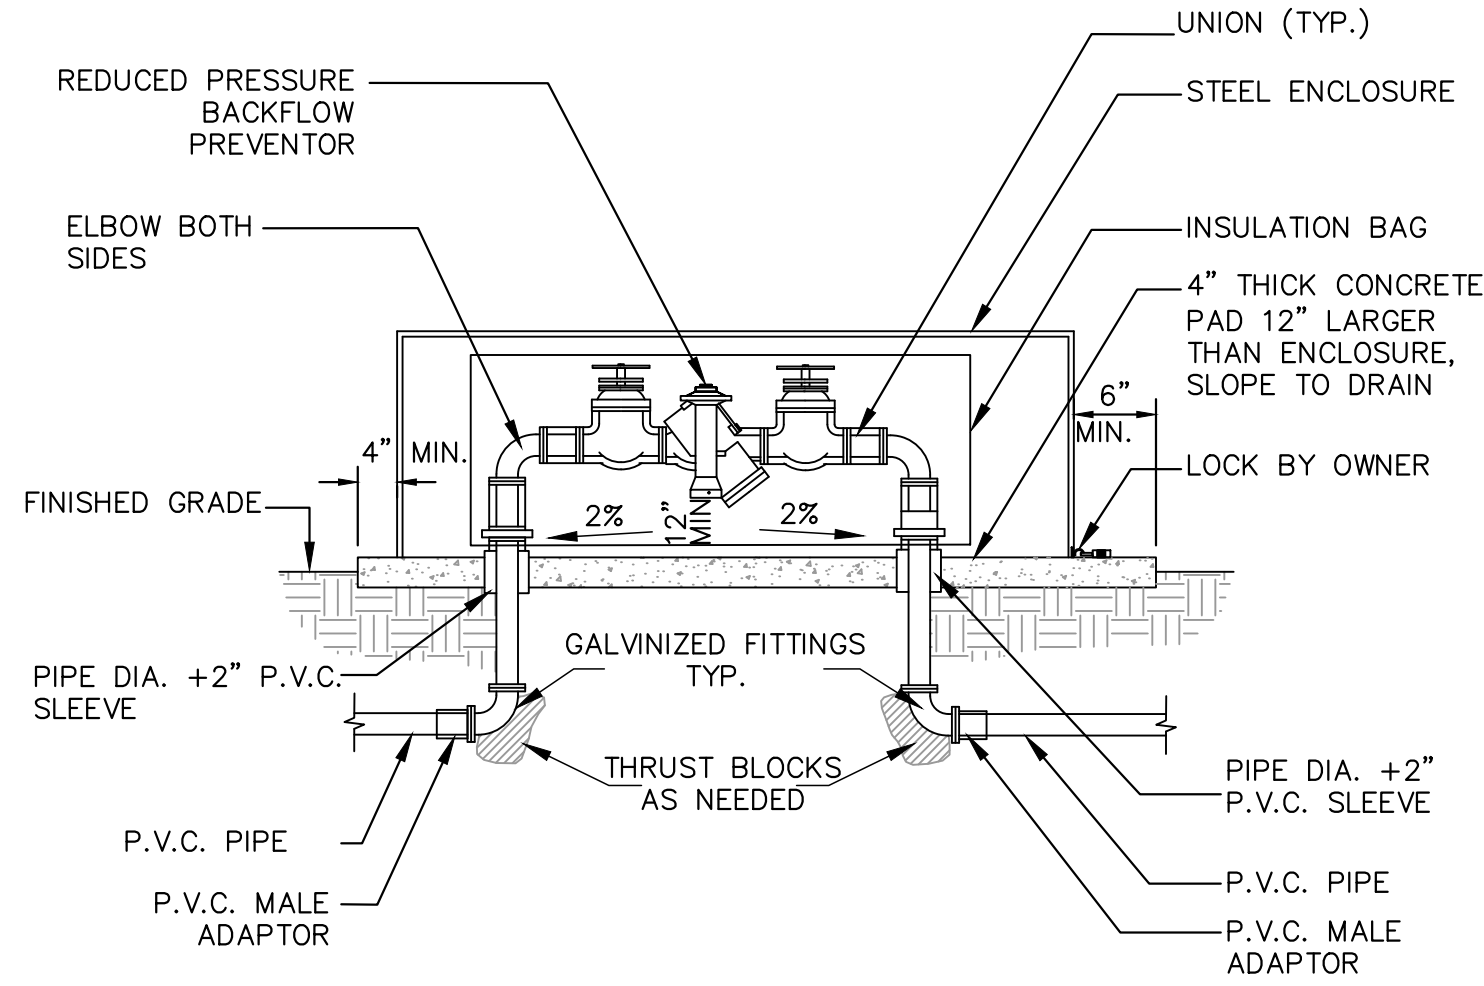 UNION (TYP.)
REDUCED PRESSURE
BACKFLOW
PREVENTOR
STEEL ENCLOSURE
ELBOW BOTH
SIDES
INSULATION BAG
4" THICK CONCRETE
PAD 12" LARGER
THAN ENCLOSURE,
SLOPE TO DRAIN
6"
MIN.
4" MIN.
LOCK BY OWNER
FINISHED GRADE
2%
12"
MIN
2%
GALVINIZED FITTINGS
TYP.
PIPE DIA. +2" P.V.C.
SLEEVE
THRUST BLOCKS
AS NEEDED
PIPE DIA. +2"
P.V.C. SLEEVE
P.V.C. PIPE
P.V.C. PIPE
P.V.C. MALE
ADAPTOR
P.V.C. MALE
ADAPTOR